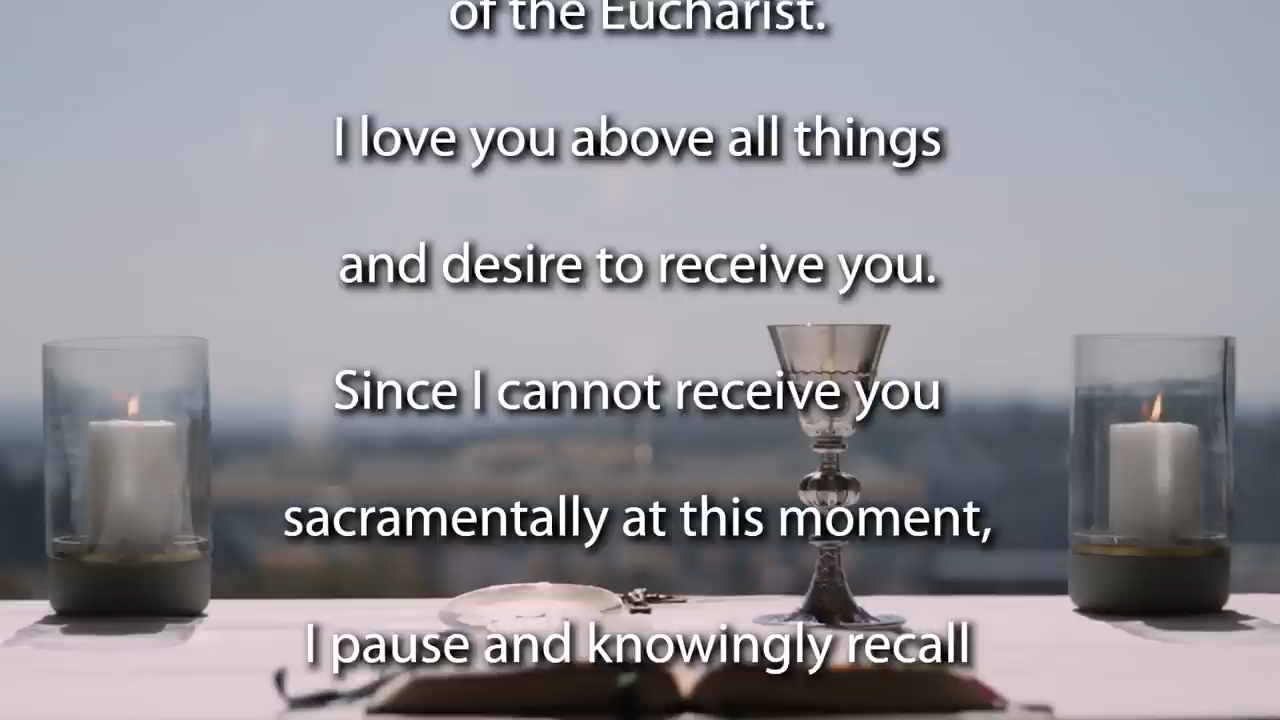 of the Eucharist.
I love you above all things
and desire to receive you.
Since I cannot receive you
sacramentally at this moment,
I pause and knowingly recall